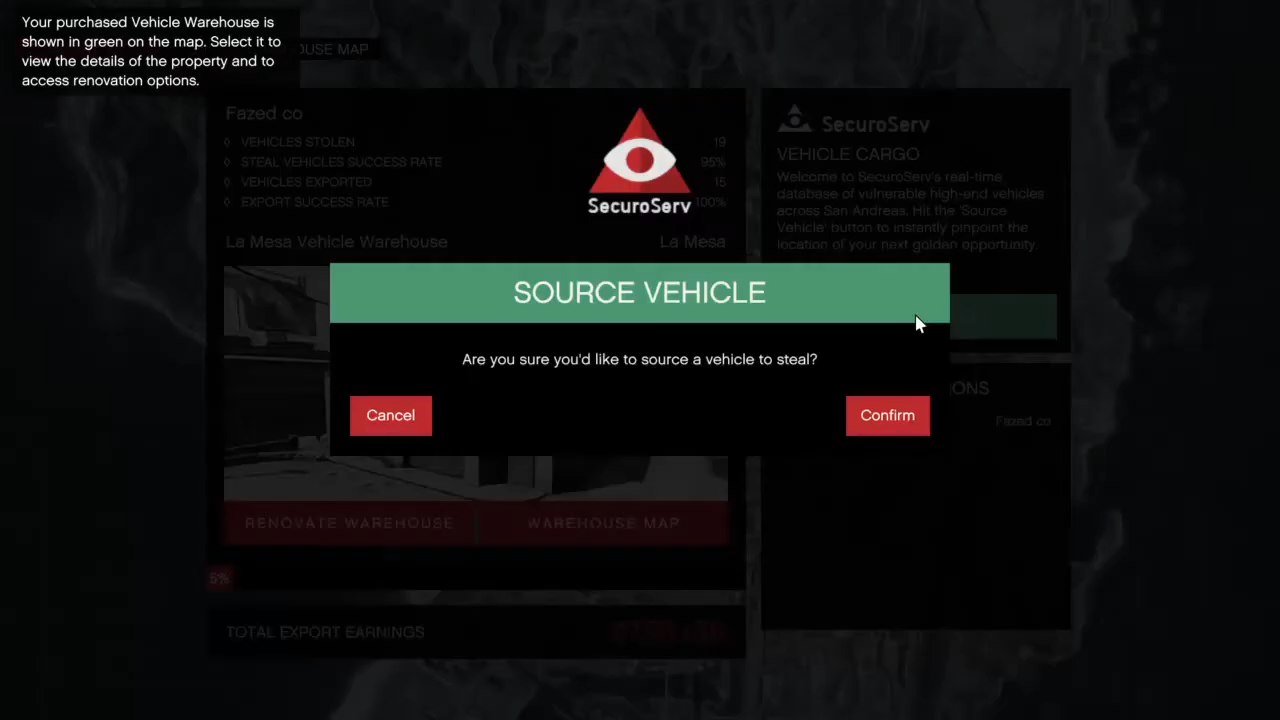 Your purchased Vehicle Warehouse is
shown in green on the map. Select it to
view the details of the property and to
access renovation options.
USE MAP
Fazed co
VEHICLES STOLEN 19
STEAL VEHICLES SUCCESS RATE 95%
VEHICLES EXPORTED 15
EXPORT SUCCESS RATE 100%
SecuroServ
La Mesa Vehicle Warehouse La Mesa
SecuroServ
VEHICLE CARGO
Welcome to SecuroServ's real-time
database of vulnerable high-end vehicles
across San Andreas. Hit the 'Source
Vehicle' button to instantly pinpoint the
location of your next golden opportunity.
SOURCE VEHICLE
Are you sure you'd like to source a vehicle to steal?
Cancel
Confirm
IONS
Fazed co
RENOVATE WAREHOUSE
WAREHOUSE MAP
5%
TOTAL EXPORT EARNINGS